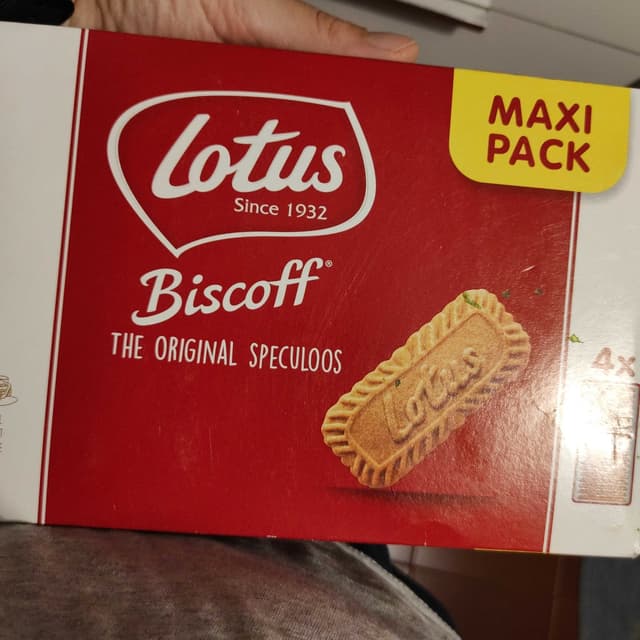 Lotus
Since 1932
Biscoff®
THE ORIGINAL SPECULOOS
MAXI
PACK
Lotus
4x